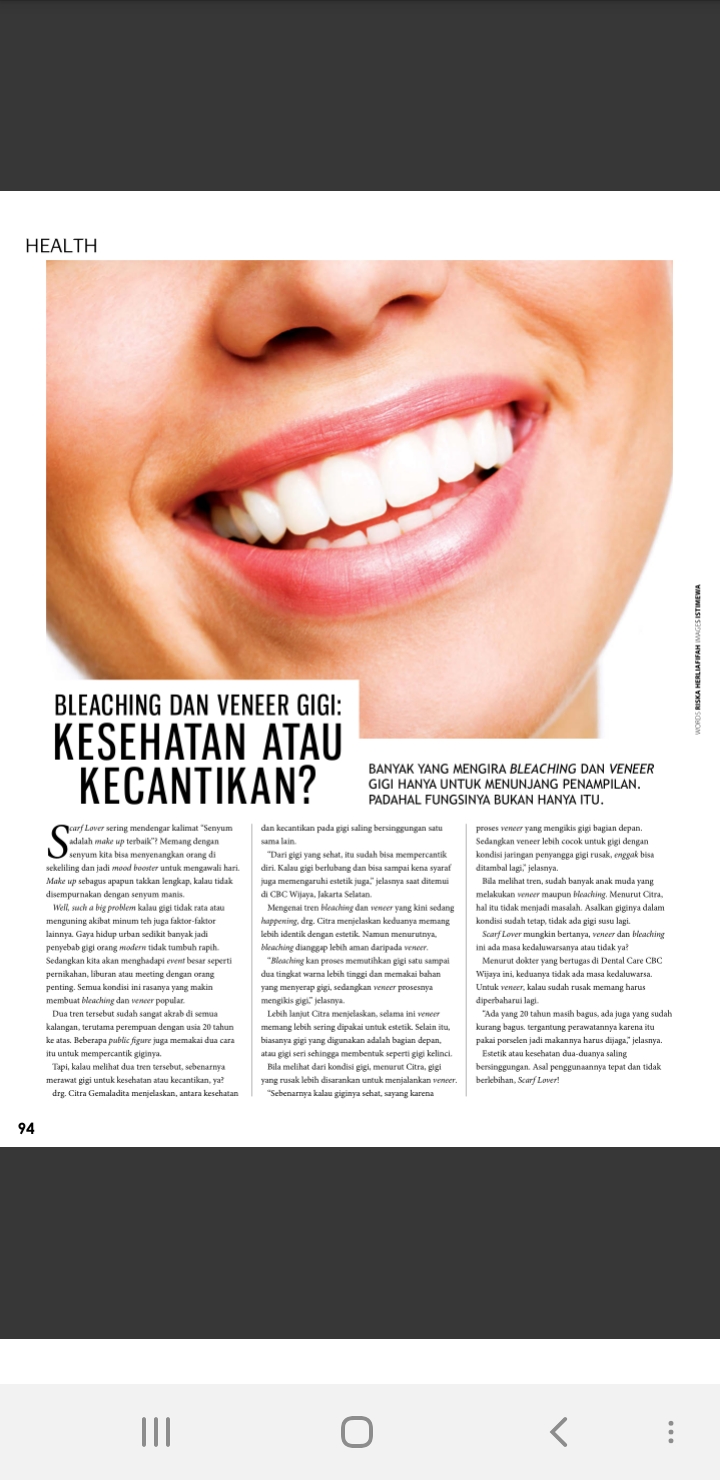 HEALTH
WORDS RISKA HERLIAFIFAH IMAGES ISTIMEWA
BLEACHING DAN VENEER GIGI:
KESEHATAN ATAU
KECANTIKAN?
BANYAK YANG MENGIRA BLEACHING DAN VENEER
GIGI HANYA UNTUK MENUNJANG PENAMPILAN.
PADAHAL FUNGSINYA BUKAN HANYA ITU.
Scarf Lover sering mendengar kalimat "Senyum
adalah make up terbaik"? Memang dengan
senyum kita bisa menyenangkan orang di
sekeliling dan jadi mood booster untuk mengawali hari.
Make up sebagus apapun takkan lengkap, kalau tidak
disempurnakan dengan senyum manis.
Well, such a big problem kalau gigi tidak rata atau
menguning akibat minum teh juga faktor-faktor
lainnya. Gaya hidup urban sedikit banyak jadi
penyebab gigi orang modern tidak tumbuh rapih.
Sedangkan kita akan menghadapi event besar seperti
pernikahan, liburan atau meeting dengan orang
penting. Semua kondisi ini rasanya yang makin
membuat bleaching dan veneer popular.
Dua tren tersebut sudah sangat akrab di semua
kalangan, terutama perempuan dengan usia 20 tahun
ke atas. Beberapa public figure juga memakai dua cara
itu untuk mempercantik giginya.
Tapi, kalau melihat dua tren tersebut, sebenarnya
merawat gigi untuk kesehatan atau kecantikan, ya?
drg. Citra Gemaladita menjelaskan, antara kesehatan
dan kecantikan pada gigi saling bersinggungan satu
sama lain.
"Dari gigi yang sehat, itu sudah bisa mempercantik
diri. Kalau gigi berlubang dan bisa sampai kena syaraf
juga memengaruhi estetik juga," jelasnya saat ditemui
di CBC Wijaya, Jakarta Selatan.
Mengenai tren bleaching dan veneer yang kini sedang
happening, drg. Citra menjelaskan keduanya memang
lebih identik dengan estetik. Namun menurutnya,
bleaching dianggap lebih aman daripada veneer.
"Bleaching kan proses memutihkan gigi satu sampai
dua tingkat warna lebih tinggi dan memakai bahan
yang menyerap gigi, sedangkan veneer prosesnya
mengikis gigi," jelasnya.
Lebih lanjut Citra menjelaskan, selama ini veneer
memang lebih sering dipakai untuk estetik. Selain itu,
biasanya gigi yang digunakan adalah bagian depan,
atau gigi seri sehingga membentuk seperti gigi kelinci.
Bila melihat dari kondisi gigi, menurut Citra, gigi
yang rusak lebih disarankan untuk menjalankan veneer.
"Sebenarnya kalau giginya sehat, sayang karena
proses veneer yang mengikis gigi bagian depan.
Sedangkan veneer lebih cocok untuk gigi dengan
kondisi jaringan penyangga gigi rusak, enggak bisa
ditambal lagi," jelasnya.
Bila melihat tren, sudah banyak anak muda yang
melakukan veneer maupun bleaching. Menurut Citra,
hal itu tidak menjadi masalah. Asalkan giginya dalam
kondisi sudah tetap, tidak ada gigi susu lagi.
Scarf Lover mungkin bertanya, veneer dan bleaching
ini ada masa kedaluwarsanya atau tidak ya?
Menurut dokter yang bertugas di Dental Care CBC
Wijaya ini, keduanya tidak ada masa kedaluwarsa.
Untuk veneer, kalau sudah rusak memang harus
diperbaharui lagi.
"Ada yang 20 tahun masih bagus, ada juga yang sudah
kurang bagus. tergantung perawatannya karena itu
pakai porselen jadi makannya harus dijaga," jelasnya.
Estetik atau kesehatan dua-duanya saling
bersinggungan. Asal penggunaannya tepat dan tidak
berlebihan, Scarf Lover!
94